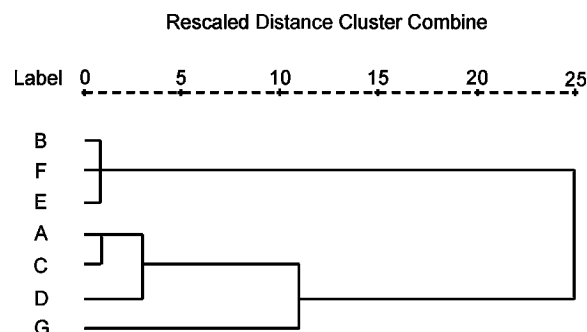 Rescaled Distance Cluster Combine
Label 0 5 10 15 20 25
B
F
E
A
C
D
G